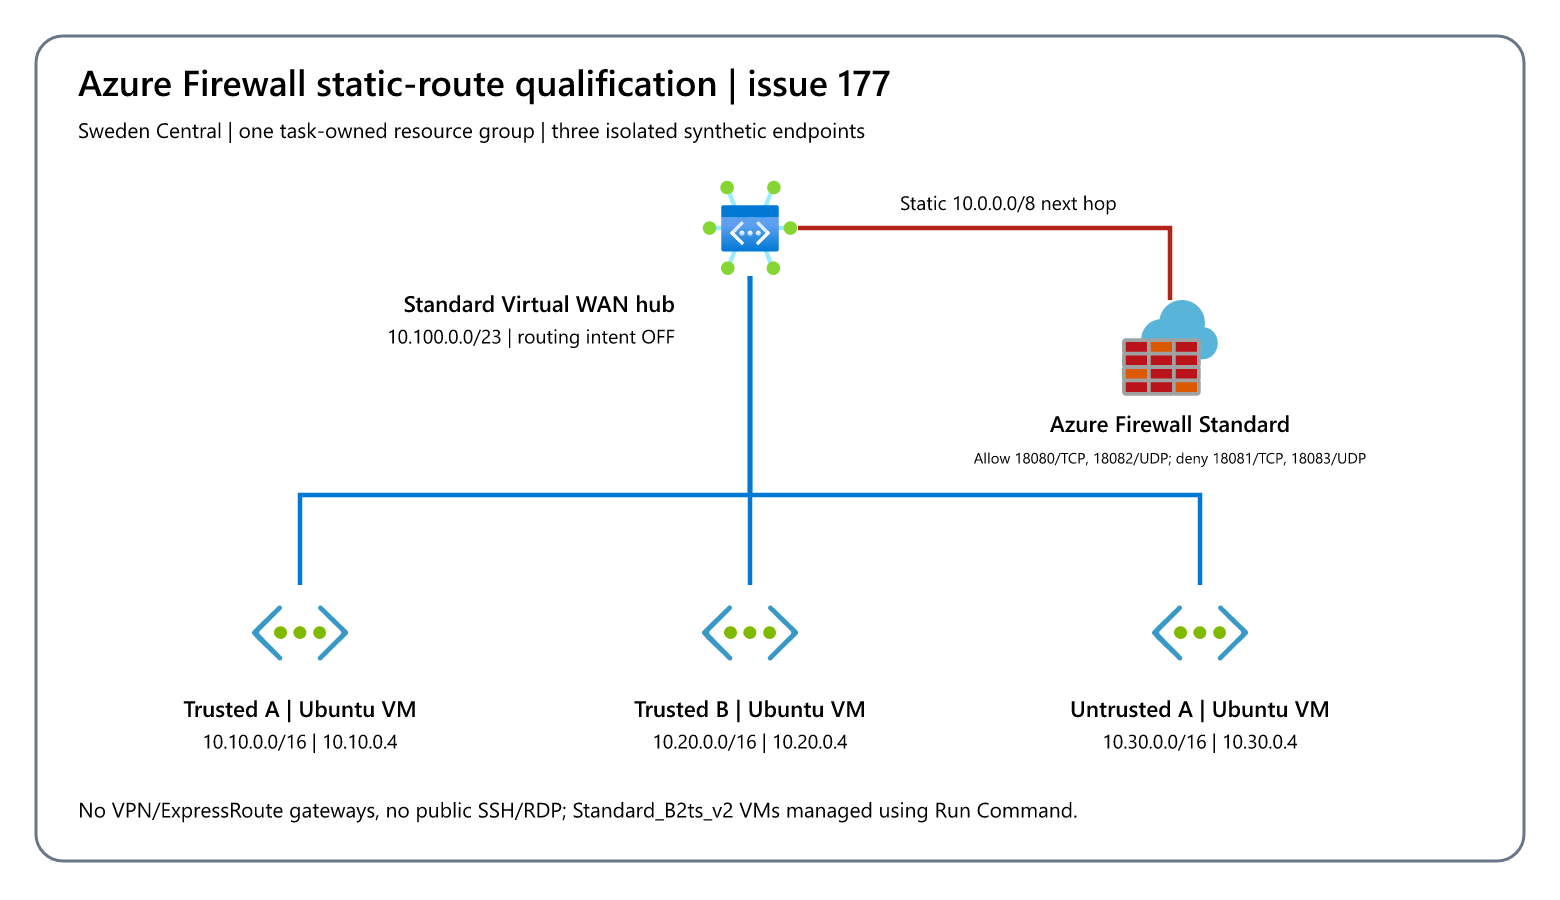 Azure Firewall static-route qualification | issue 177
Sweden Central | one task-owned resource group | three isolated synthetic endpoints
Static 10.0.0.0/8 next hop
Standard Virtual WAN hub
10.100.0.0/23 | routing intent OFF
Azure Firewall Standard
Allow 18080/TCP, 18082/UDP; deny 18081/TCP, 18083/UDP
Trusted A | Ubuntu VM
10.10.0.0/16 | 10.10.0.4
Trusted B | Ubuntu VM
10.20.0.0/16 | 10.20.0.4
Untrusted A | Ubuntu VM
10.30.0.0/16 | 10.30.0.4
No VPN/ExpressRoute gateways, no public SSH/RDP; Standard_B2ts_v2 VMs managed using Run Command.